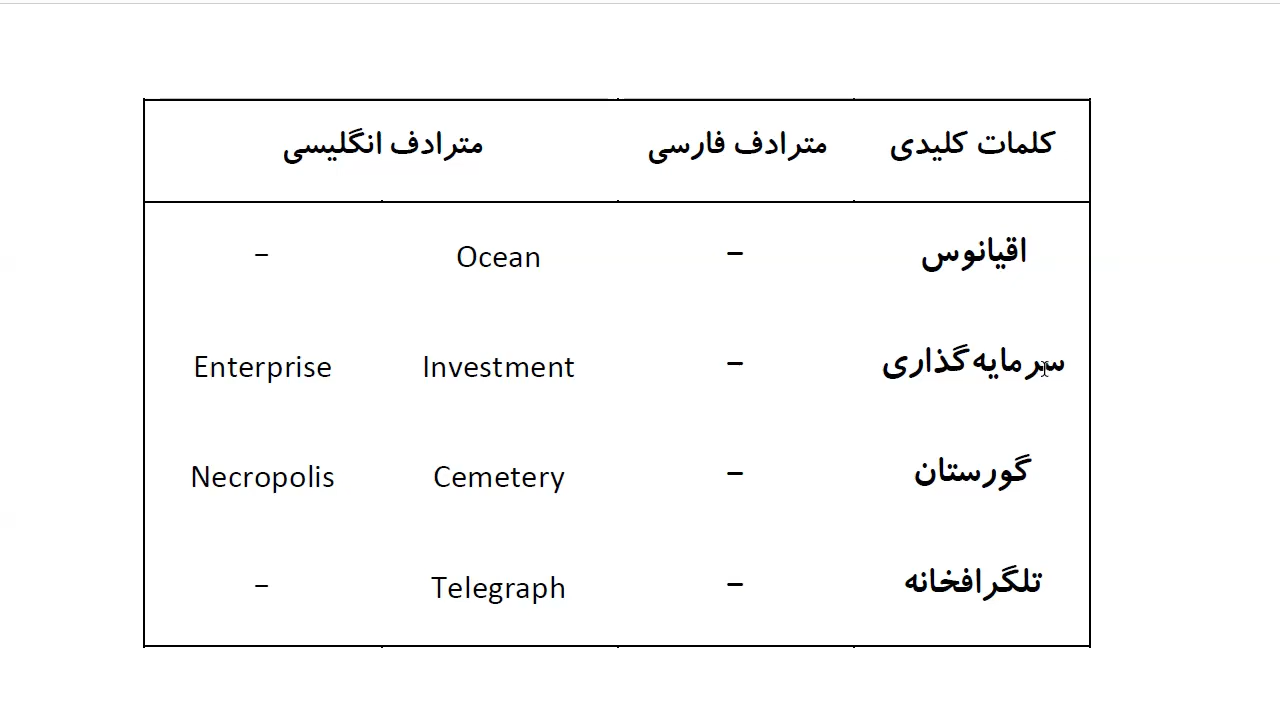 کلمات کلیدی مترادف فارسی مترادف انگلیسی
اقیانوس – Ocean –
سرمایه‌گذاری – Investment Enterprise
گورستان – Cemetery Necropolis
تلگرافخانه – Telegraph –